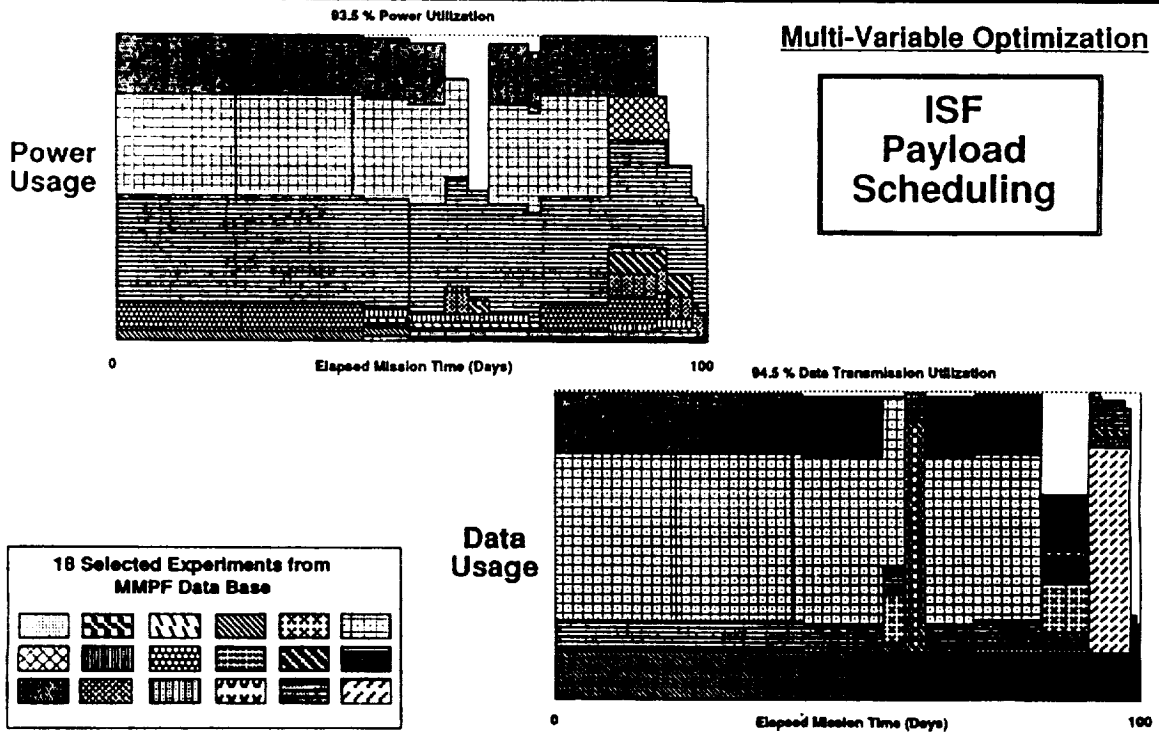 93.5 % Power Utilization
Multi-Variable Optimization
ISF
Payload
Scheduling
Power
Usage
0
Elapsed Mission Time (Days)
100
94.5 % Data Transmission Utilization
Data
Usage
18 Selected Experiments from
MMPF Data Base
0
Elapsed Mission Time (Days)
100